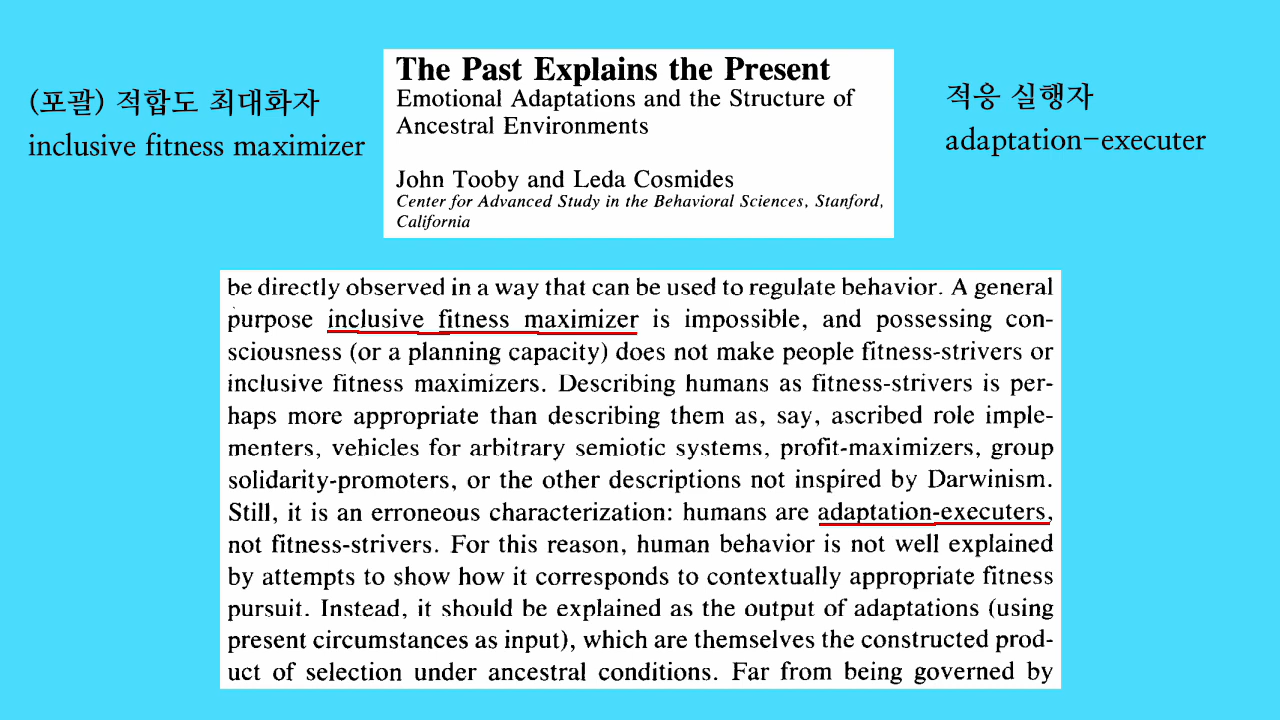 (포괄) 적합도 최대화자
inclusive fitness maximizer
The Past Explains the Present
Emotional Adaptations and the Structure of
Ancestral Environments
John Tooby and Leda Cosmides
Center for Advanced Study in the Behavioral Sciences, Stanford,
California
적응 실행자
adaptation-executer
be directly observed in a way that can be used to regulate behavior. A general
purpose inclusive fitness maximizer is impossible, and possessing con-
sciousness (or a planning capacity) does not make people fitness-strivers or
inclusive fitness maximizers. Describing humans as fitness-strivers is per-
haps more appropriate than describing them as, say, ascribed role imple-
menters, vehicles for arbitrary semiotic systems, profit-maximizers, group
solidarity-promoters, or the other descriptions not inspired by Darwinism.
Still, it is an erroneous characterization: humans are adaptation-executers,
not fitness-strivers. For this reason, human behavior is not well explained
by attempts to show how it corresponds to contextually appropriate fitness
pursuit. Instead, it should be explained as the output of adaptations (using
present circumstances as input), which are themselves the constructed prod-
uct of selection under ancestral conditions. Far from being governed by